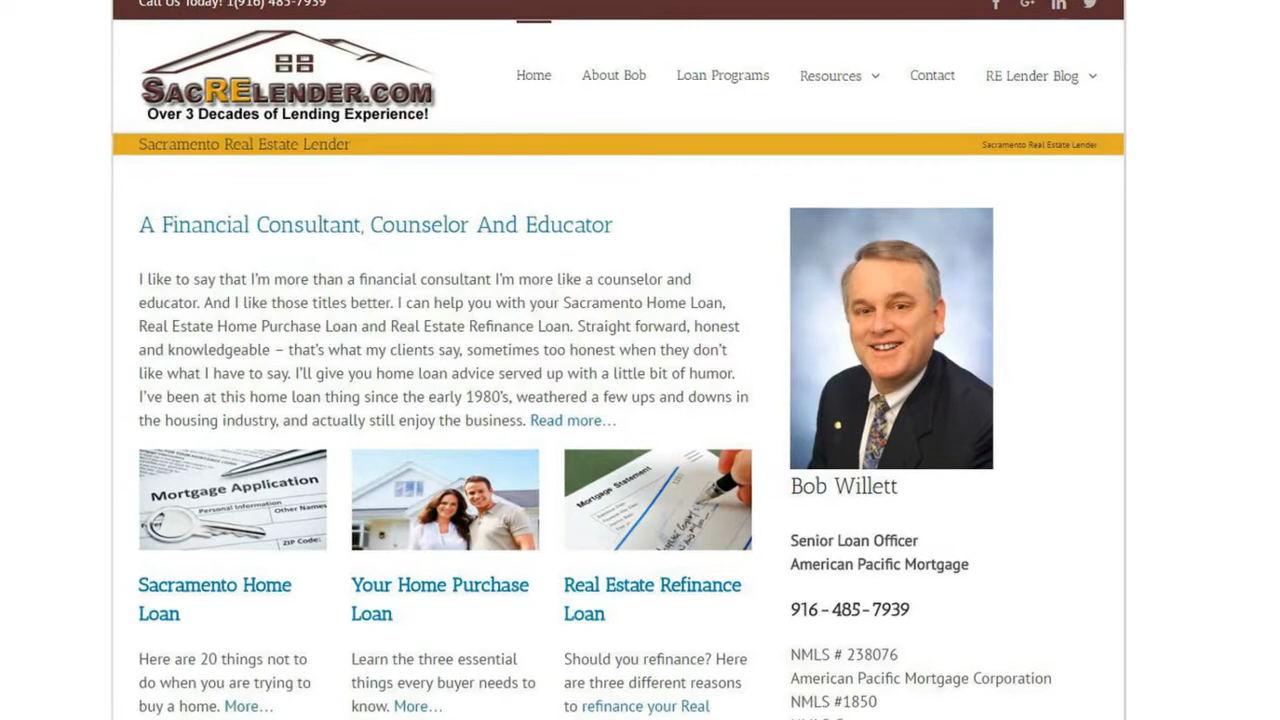 Call Us Today! 1(916) 485-7939
SACRELENDER.COM
Over 3 Decades of Lending Experience!
Home
About Bob
Loan Programs
Resources
Contact
RE Lender Blog
Sacramento Real Estate Lender
Sacramento Real Estate Lender
A Financial Consultant, Counselor And Educator
I like to say that I'm more than a financial consultant I'm more like a counselor and
educator. And I like those titles better. I can help you with your Sacramento Home Loan,
Real Estate Home Purchase Loan and Real Estate Refinance Loan. Straight forward, honest
and knowledgeable – that's what my clients say, sometimes too honest when they don't
like what I have to say. I'll give you home loan advice served up with a little bit of humor.
I've been at this home loan thing since the early 1980's, weathered a few ups and downs in
the housing industry, and actually still enjoy the business. Read more…
Mortgage Application
Personal Information
Other Names
ZIP Code:
Mortgage Statement
Sacramento Home
Loan
Here are 20 things not to
do when you are trying to
buy a home. More…
Your Home Purchase
Loan
Learn the three essential
things every buyer needs to
know. More…
Real Estate Refinance
Loan
Should you refinance? Here
are three different reasons
to refinance your Real
Bob Willett
Senior Loan Officer
American Pacific Mortgage
916-485-7939
NMLS # 238076
American Pacific Mortgage Corporation
NMLS #1850